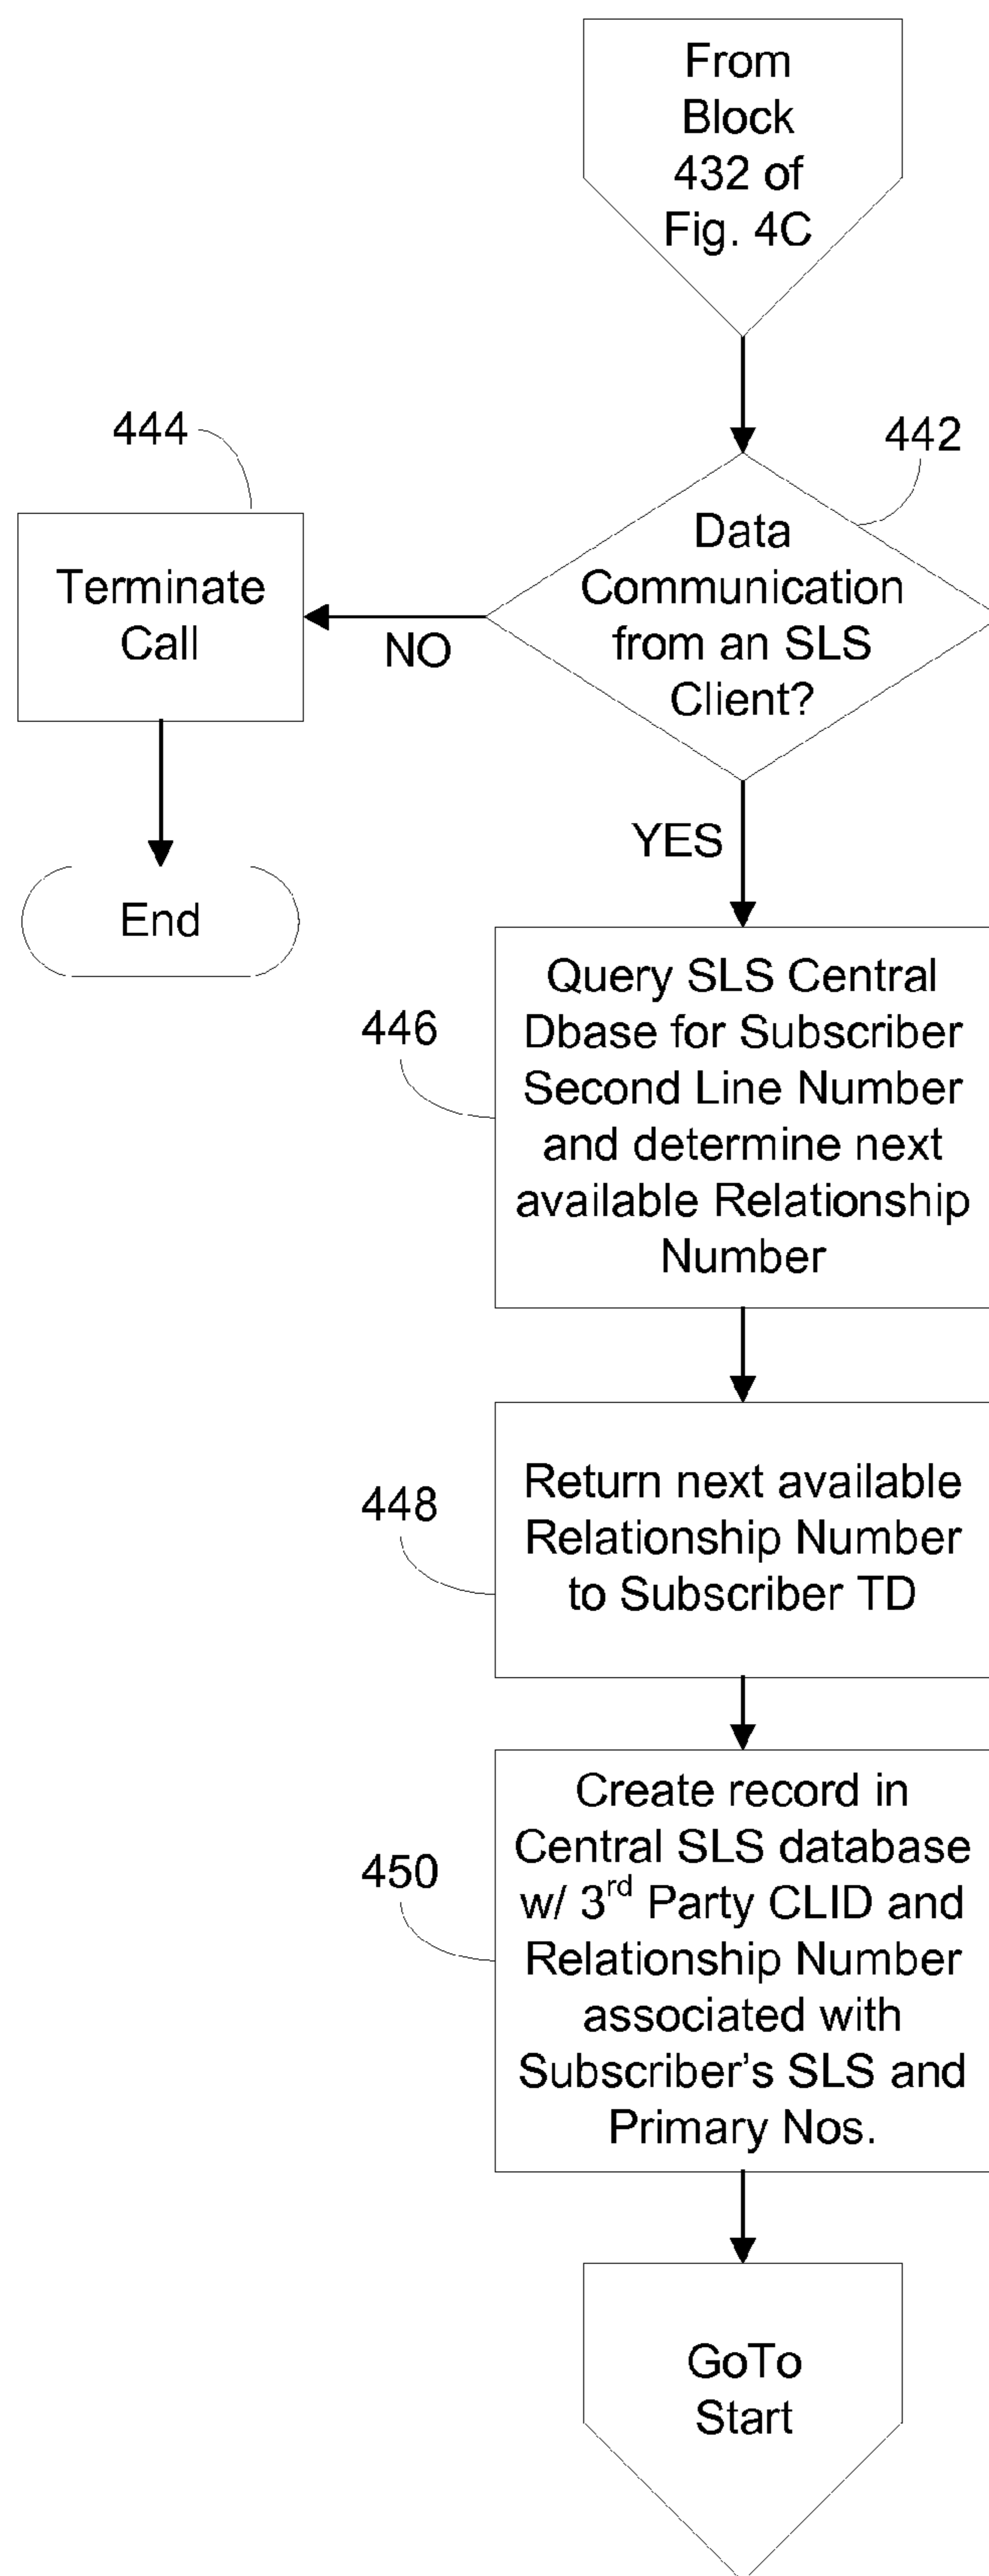 From
Block
432 of
Fig. 4C
444
442
Data
Communication
from an SLS
Client?
Terminate
Call
NO
YES
End
Query SLS Central
Dbase for Subscriber
Second Line Number
and determine next
available Relationship
Number
446
Return next available
Relationship Number
to Subscriber TD
448
Create record in
Central SLS database
w/ 3rd Party CLID and
Relationship Number
associated with
Subscriber's SLS and
Primary Nos.
450
GoTo
Start